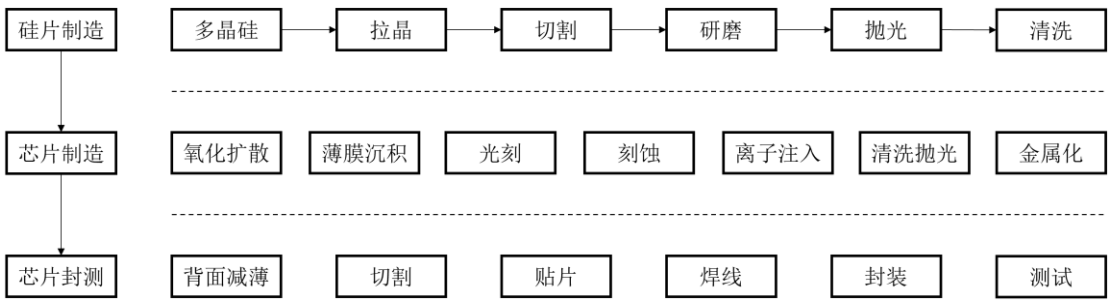 硅片制造 多晶硅 拉晶 切割 研磨 抛光 清洗
芯片制造 氧化扩散 薄膜沉积 光刻 刻蚀 离子注入 清洗抛光 金属化
芯片封测 背面减薄 切割 贴片 焊线 封装 测试